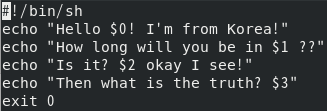 #!/bin/sh
echo "Hello $0! I'm from Korea!"
echo "How long will you be in $1 ??"
echo "Is it? $2 okay I see!"
echo "Then what is the truth? $3"
exit 0